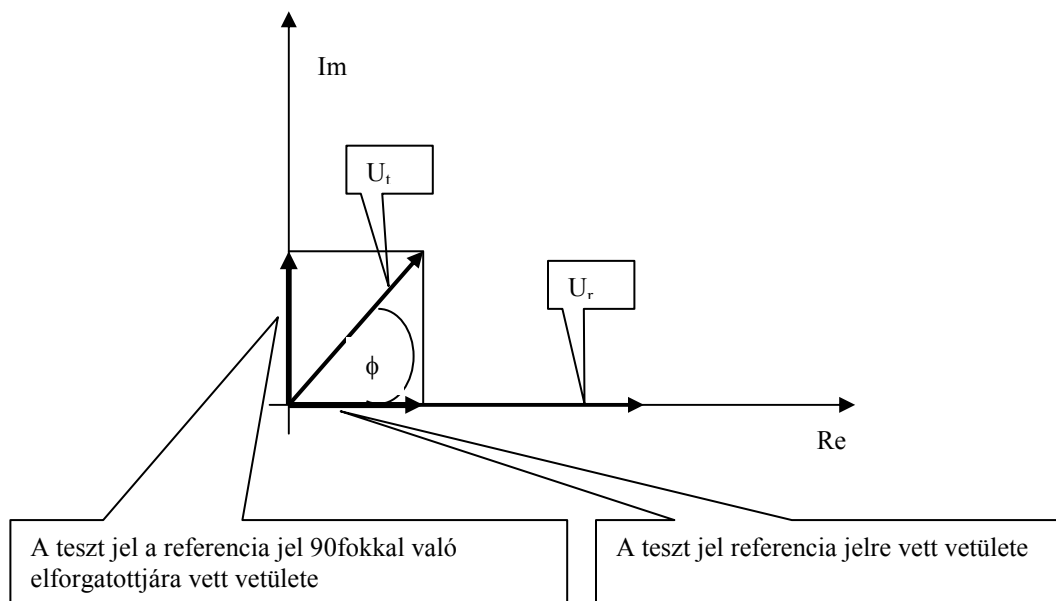 Im
Uₜ
Uᵣ
ϕ
Re
A teszt jel a referencia jel 90fokkal való
elforgatottjára vett vetülete
A teszt jel referencia jelre vett vetülete